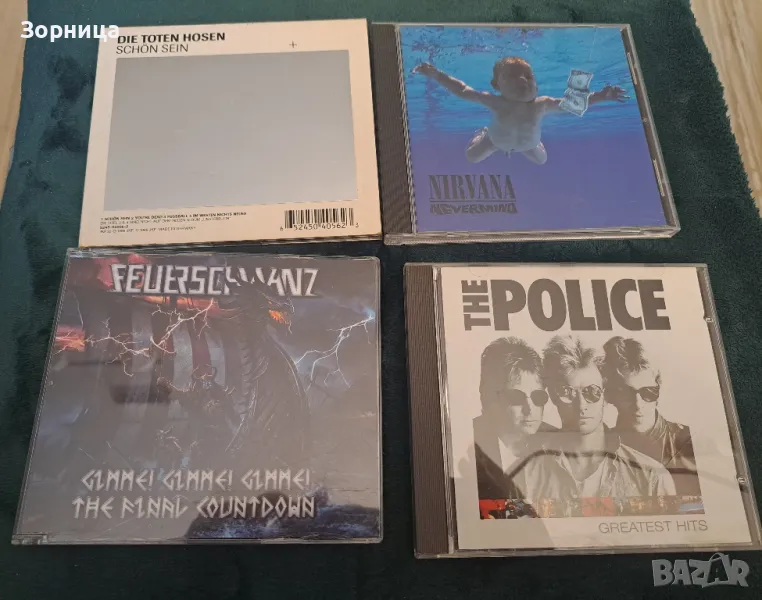 Зорница
DIE TOTEN HOSEN
SCHÖN SEIN
NIRVANA
NEVERMIND
FEUERSCHWANZ
GIMME! GIMME! GIMME!
THE FINAL COUNTDOWN
THE POLICE
GREATEST HITS
BAZAR